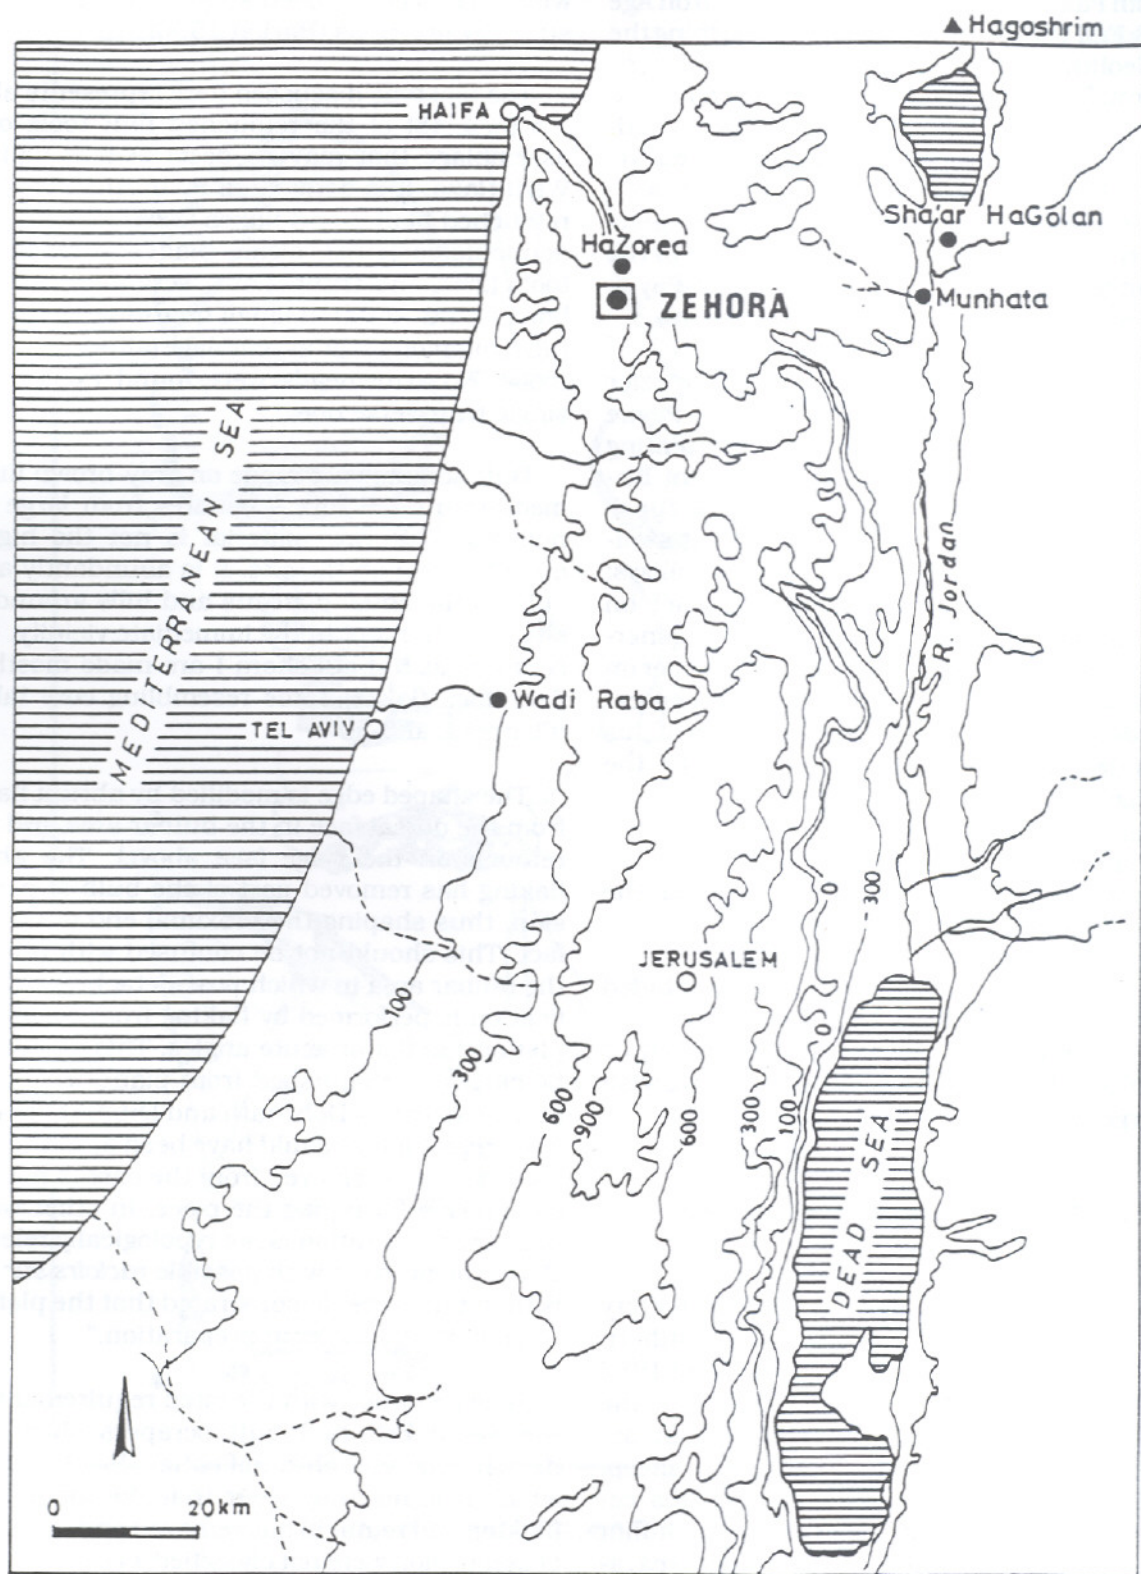 Hagoshrim
HAIFA
Sha'ar HaGolan
HaZorea
Munhata
ZEHORA
MEDITERRANEAN SEA
R. Jordan
Wadi Raba
TEL AVIV
0
-300
JERUSALEM
100
0
300
600
900
600
300
100
DEAD SEA
0 20km